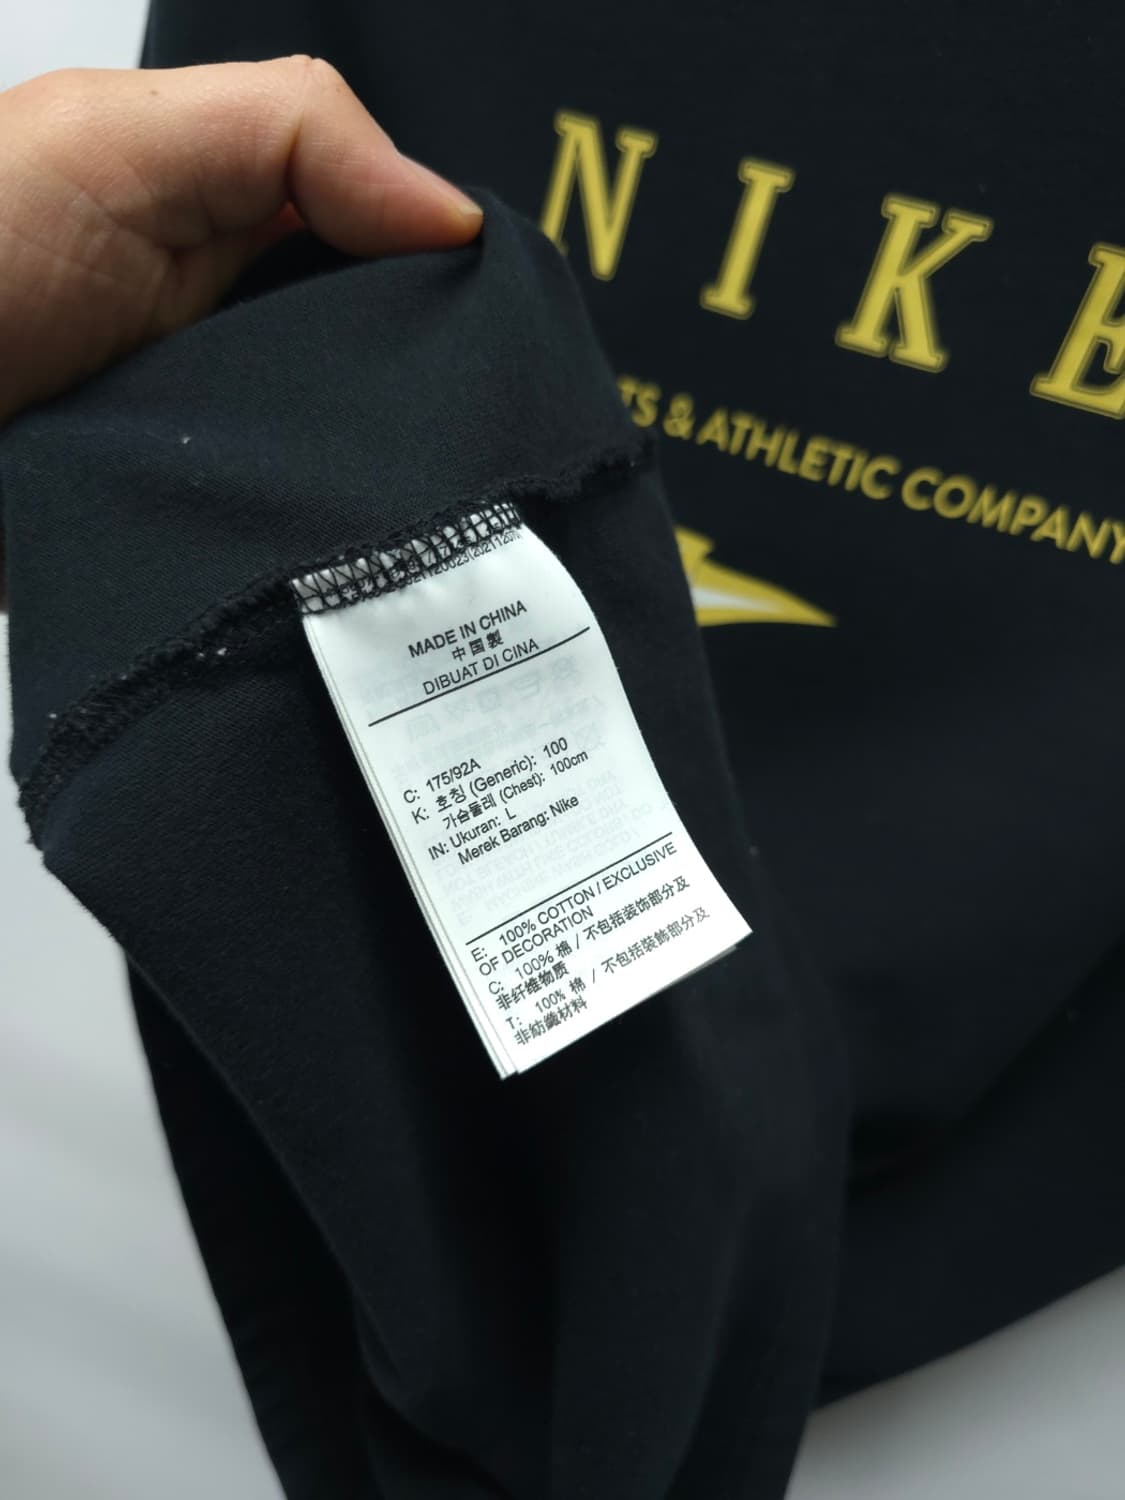 NIKE
TS & ATHLETIC COMPANY
MADE IN CHINA
中国製
DIBUAT DI CINA
C: 175/92A
K: 호칭 (Generic): 100
가슴둘레 (Chest): 100cm
IN: Ukuran: L
Merek Barang: Nike
E: 100% COTTON / EXCLUSIVE
OF DECORATION
C: 100% 棉 / 不包括装饰部分及
非纤维物质
T: 100% 棉 / 不包括裝飾部分及
非紡織材料